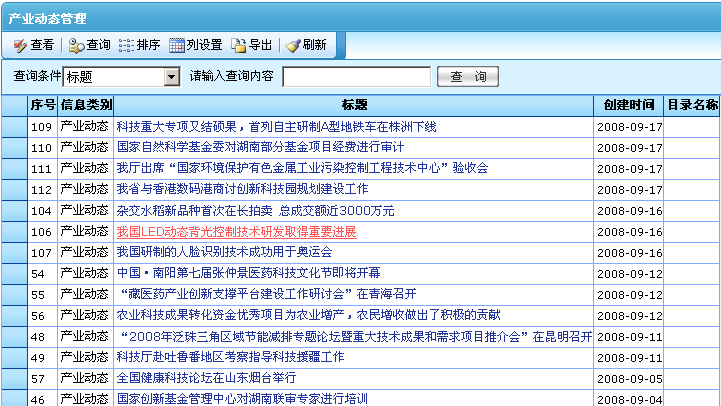 产业动态管理
查看 查询 排序 列设置 导出 刷新
查询条件 标题 请输入查询内容 查 询
序号 信息类别 标题 创建时间 目录名称
109 产业动态 科技重大专项又结硕果，首列自主研制A型地铁车在株洲下线 2008-09-17
110 产业动态 国家自然科学基金委对湖南部分基金项目经费进行审计 2008-09-17
111 产业动态 我厅出席“国家环境保护有色金属工业污染控制工程技术中心”验收会 2008-09-17
112 产业动态 我省与香港数码港商讨创新科技园规划建设工作 2008-09-17
104 产业动态 杂交水稻新品种首次在长拍卖 总成交额近3000万元 2008-09-16
106 产业动态 我国LED动态背光控制技术研发取得重要进展 2008-09-16
107 产业动态 我国研制的人脸识别技术成功用于奥运会 2008-09-16
54 产业动态 中国·南阳第七届张仲景医药科技文化节即将开幕 2008-09-12
55 产业动态 “藏医药产业创新支撑平台建设工作研讨会”在青海召开 2008-09-12
56 产业动态 农业科技成果转化资金优秀项目为农业增产，农民增收做出了积极的贡献 2008-09-12
48 产业动态 “2008年泛珠三角区域节能减排专题论坛暨重大技术成果和需求项目推介会”在昆明召开 2008-09-11
49 产业动态 科技厅赴吐鲁番地区考察指导科技援疆工作 2008-09-11
57 产业动态 全国健康科技论坛在山东烟台举行 2008-09-05
46 产业动态 国家创新基金管理中心对湖南联审专家进行培训 2008-09-04